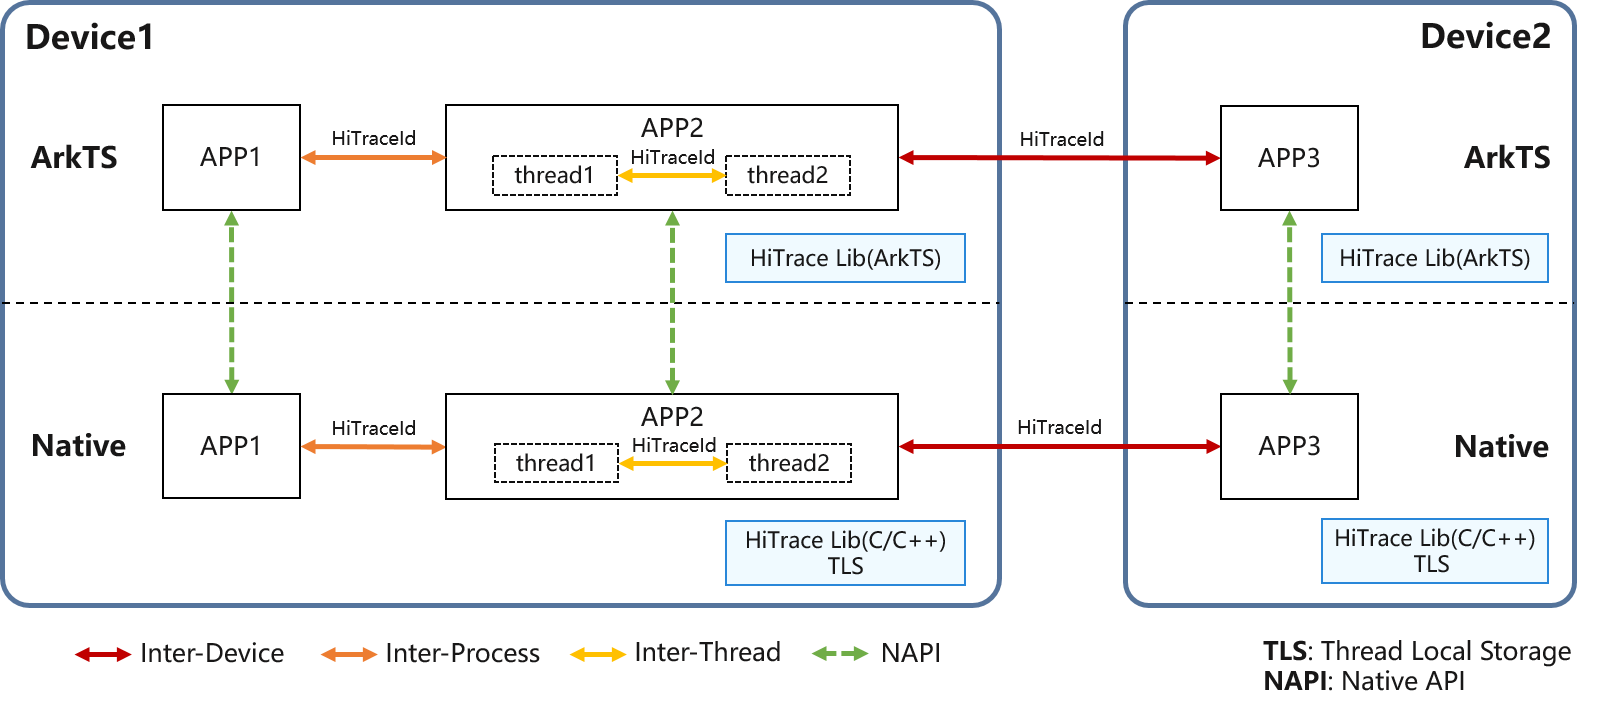 Device1
Device2
ArkTS
APP1
HiTraceId
APP2
thread1
HiTraceId
thread2
HiTraceId
APP3
ArkTS
HiTrace Lib(ArkTS)
HiTrace Lib(ArkTS)
Native
APP1
HiTraceId
APP2
thread1
HiTraceId
thread2
HiTraceId
APP3
Native
HiTrace Lib(C/C++)
TLS
HiTrace Lib(C/C++)
TLS
Inter-Device
Inter-Process
Inter-Thread
NAPI
TLS: Thread Local Storage
NAPI: Native API